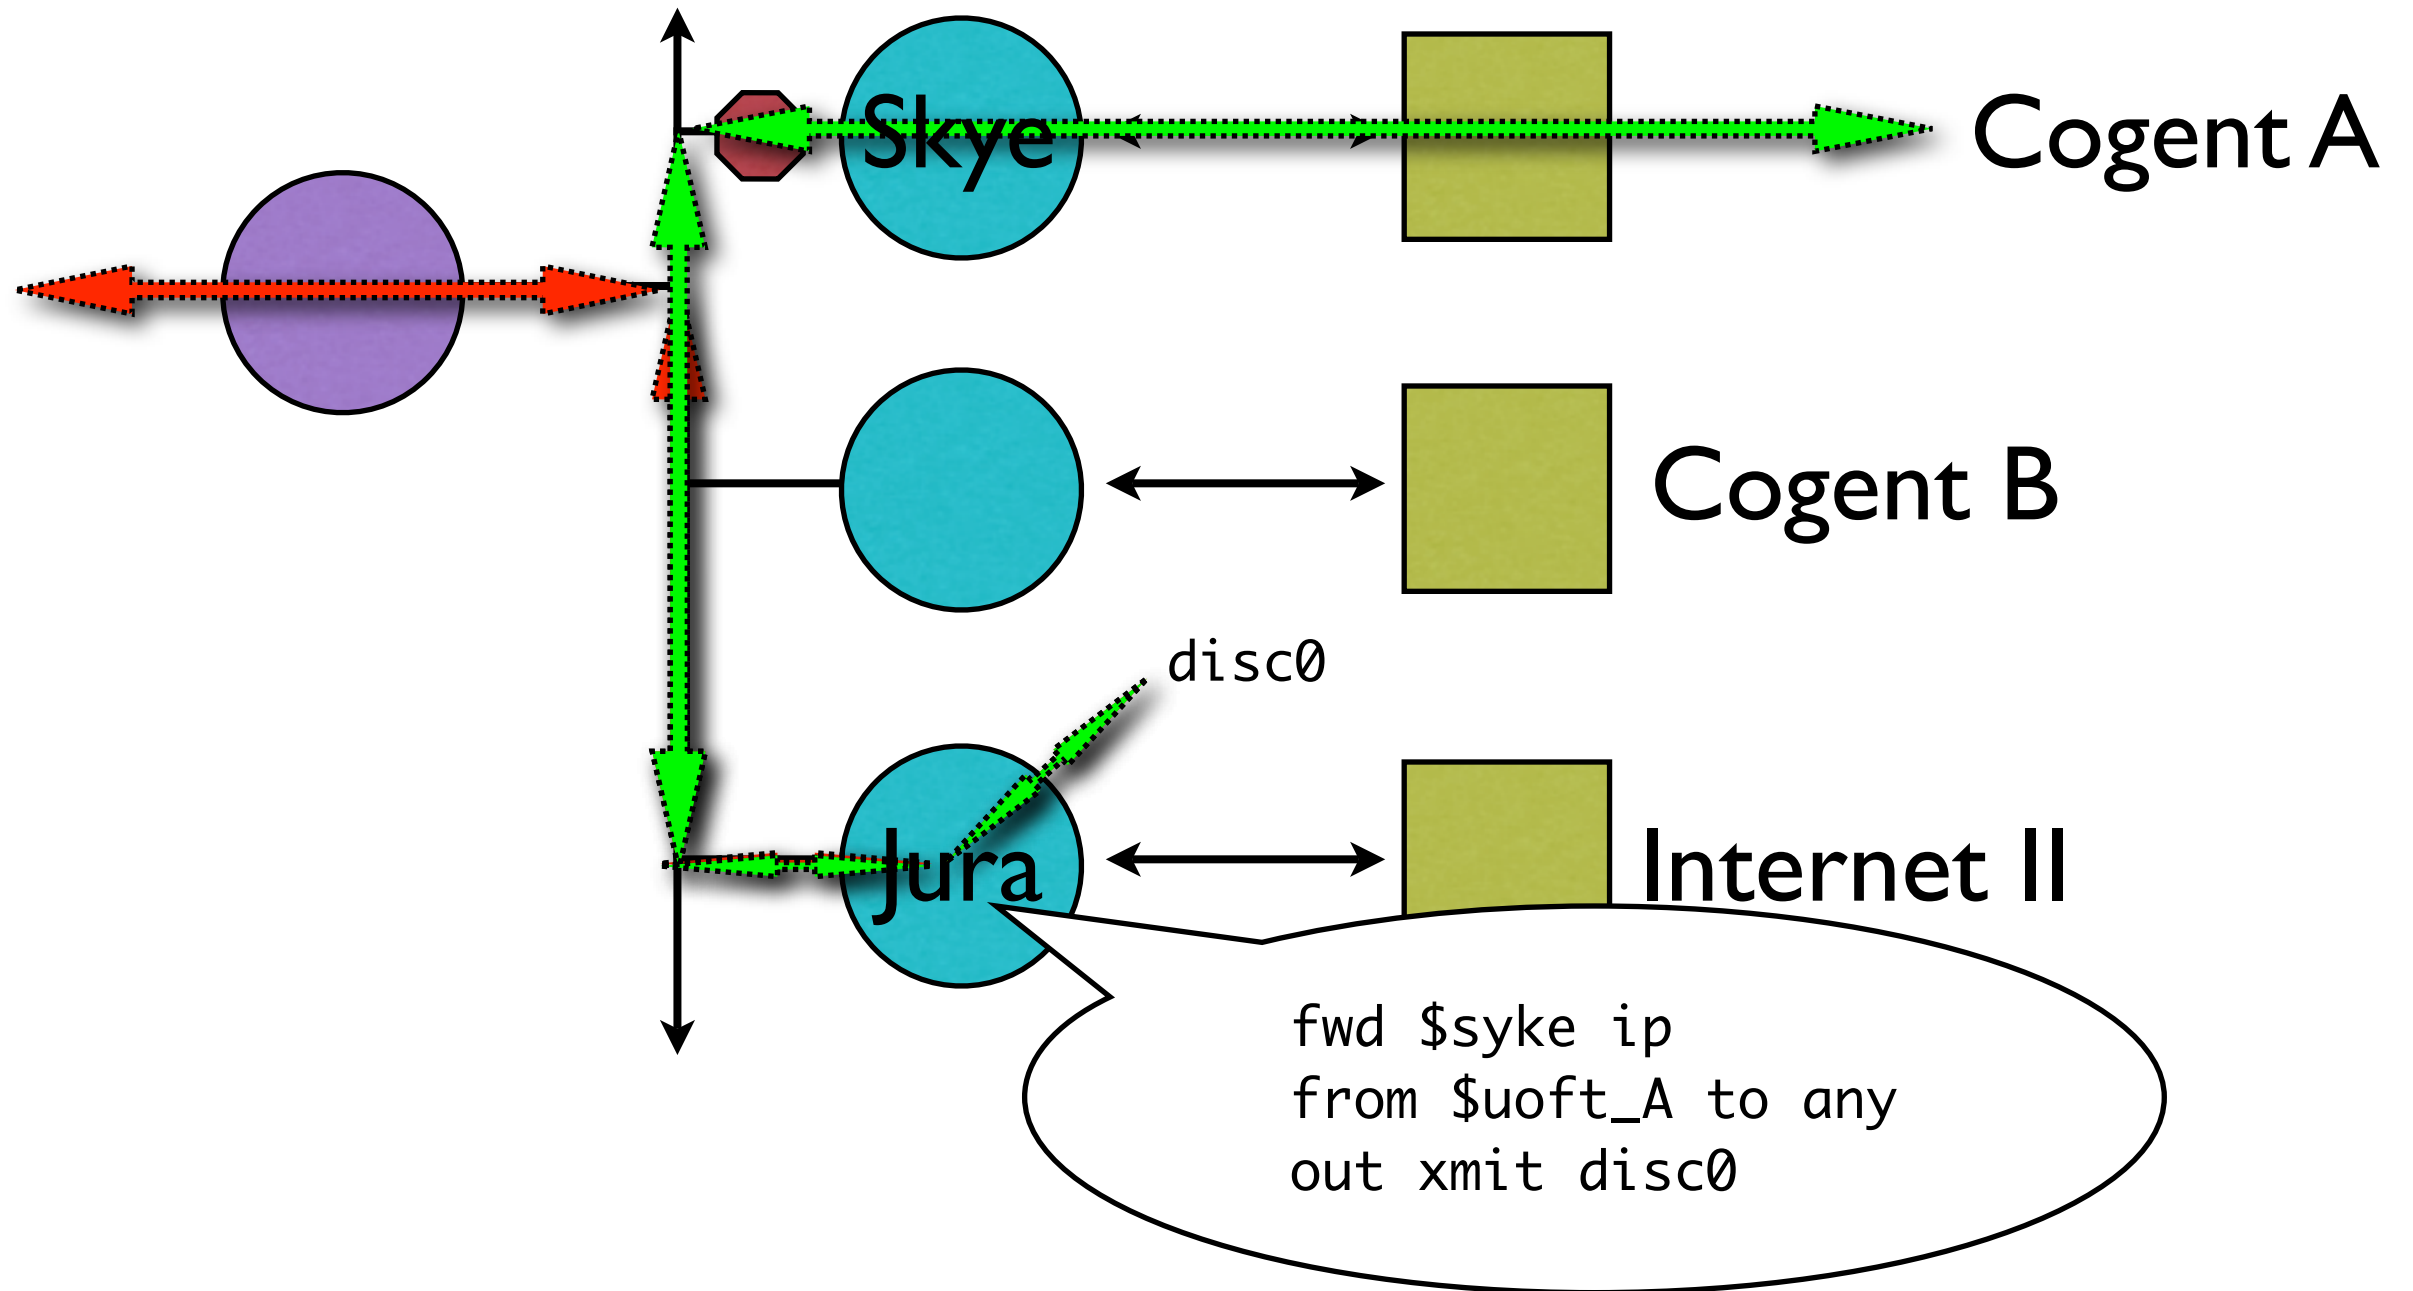 Skye
Cogent A
Cogent B
disc0
Jura
Internet II
fwd $syke ip
from $uoft_A to any
out xmit disc0